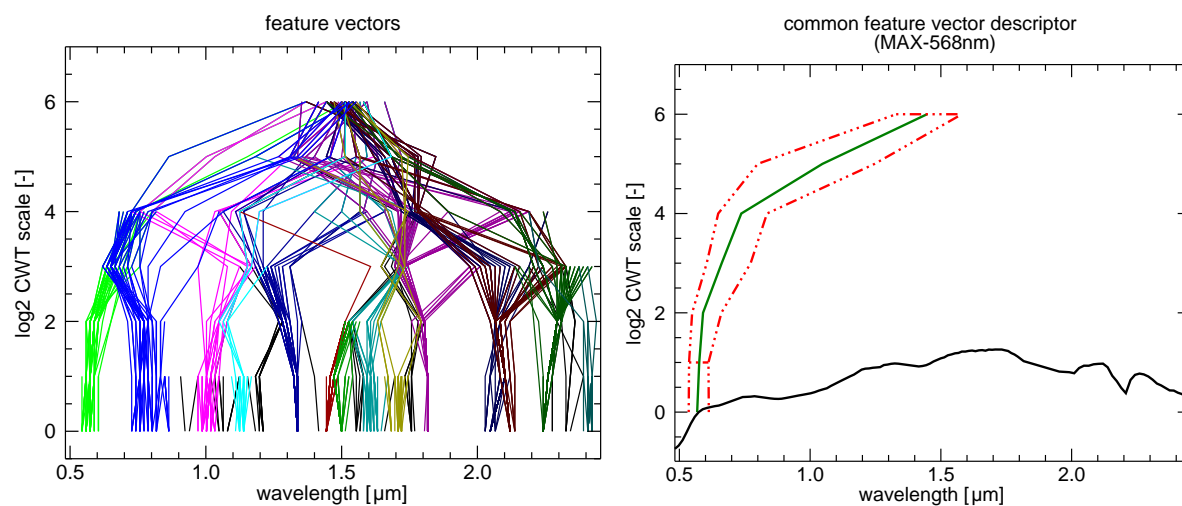 feature vectors
log2 CWT scale [-]
6
4
2
0
0.5
1.0
1.5
2.0
wavelength [µm]
common feature vector descriptor
(MAX-568nm)
log2 CWT scale [-]
6
4
2
0
0.5
1.0
1.5
2.0
wavelength [µm]